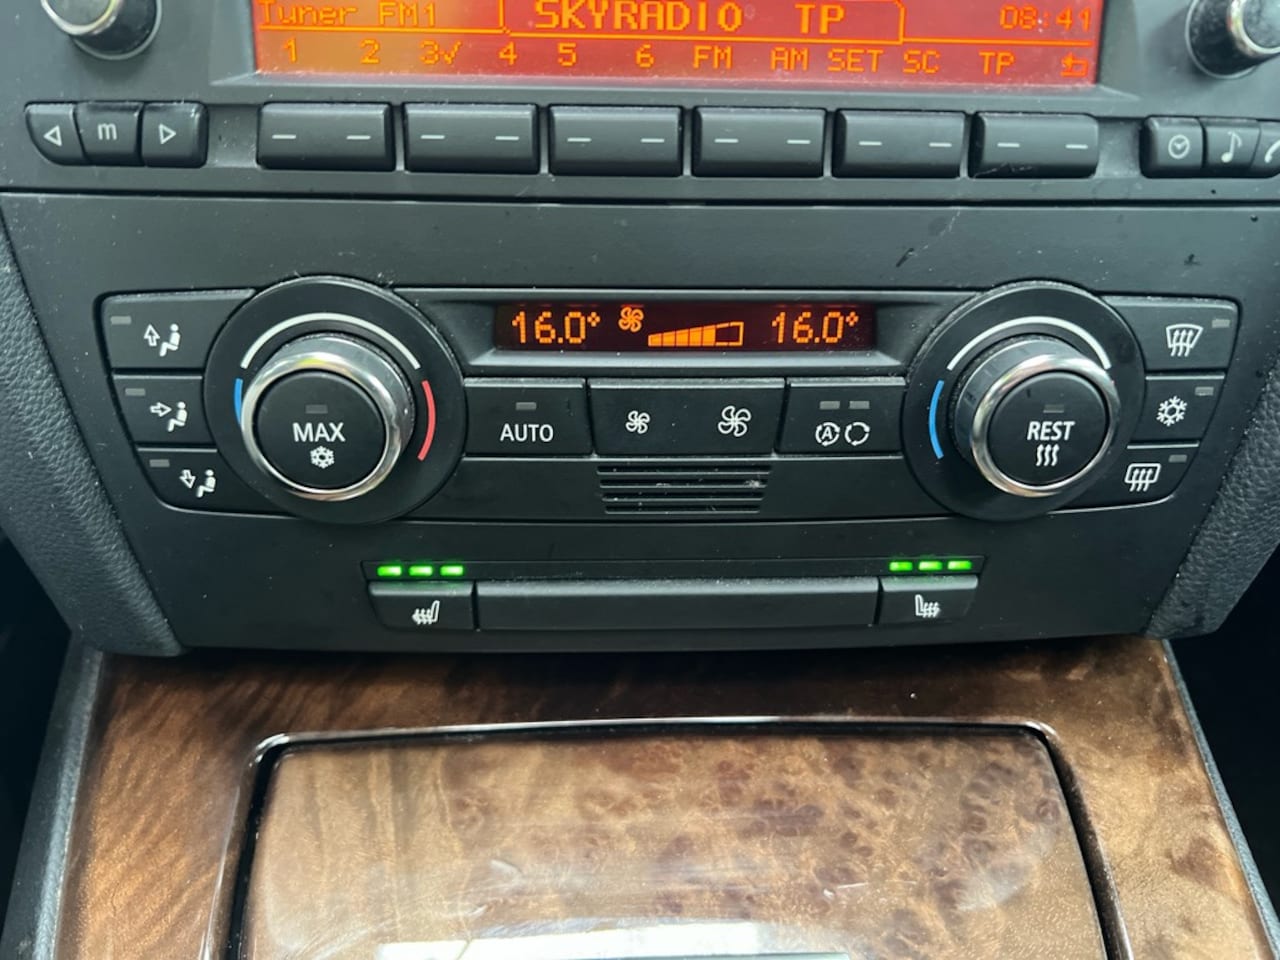 Tuner FM1 SKYRADIO TP 08:41
1 2 3√ 4 5 6 FM AM SET SC TP
m
16.0° 16.0°
AUTO
A
MAX
REST